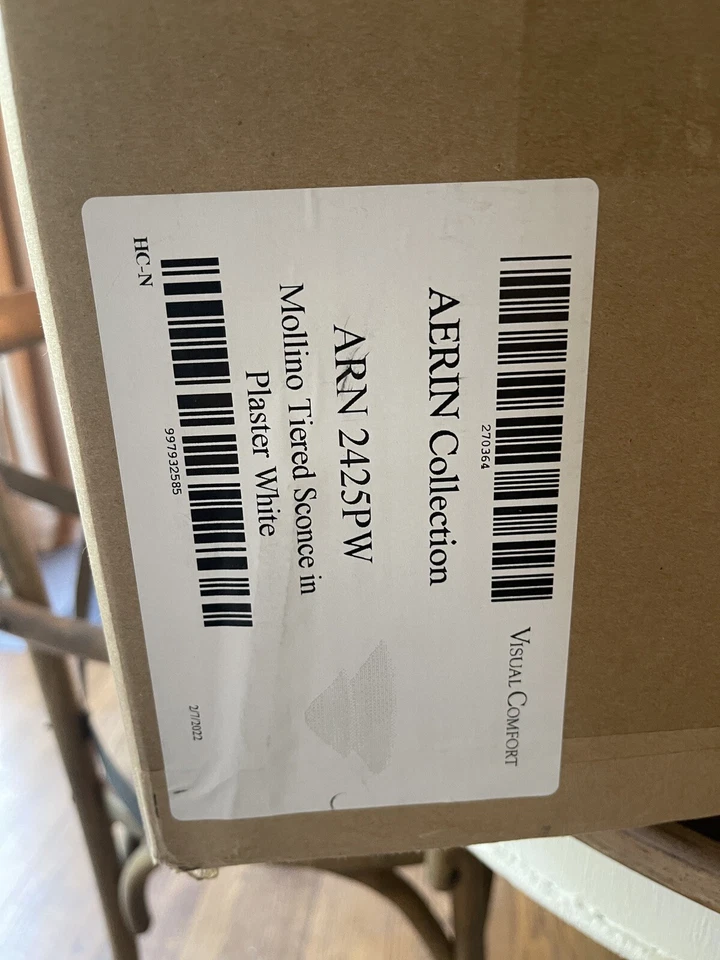 270364
VISUAL COMFORT
AERIN Collection
ARN 2425PW
Mollino Tiered Sconce in
Plaster White
997932585
HC-N
2/7/2022